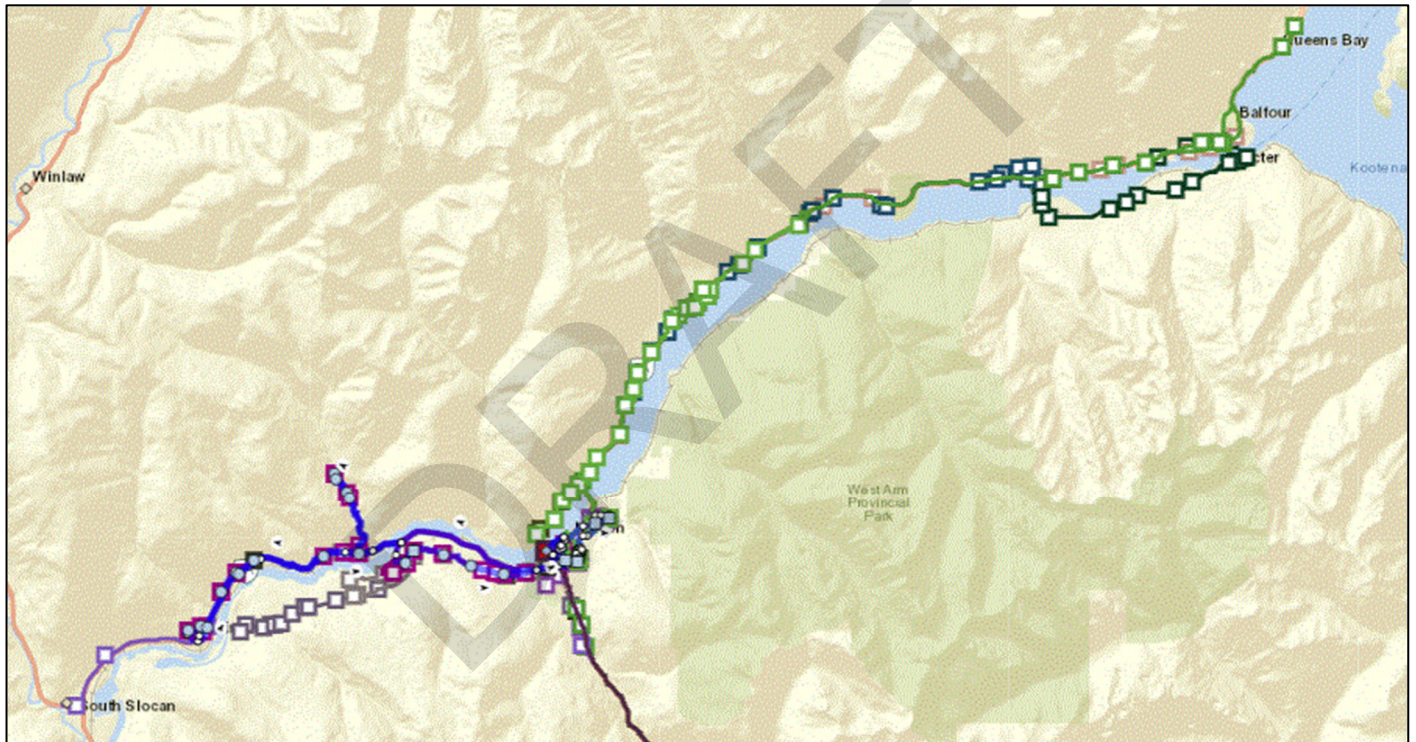 Queens Bay
Balfour
Winlaw
West Arm
Provincial
Park
South Slocan
DRAFT